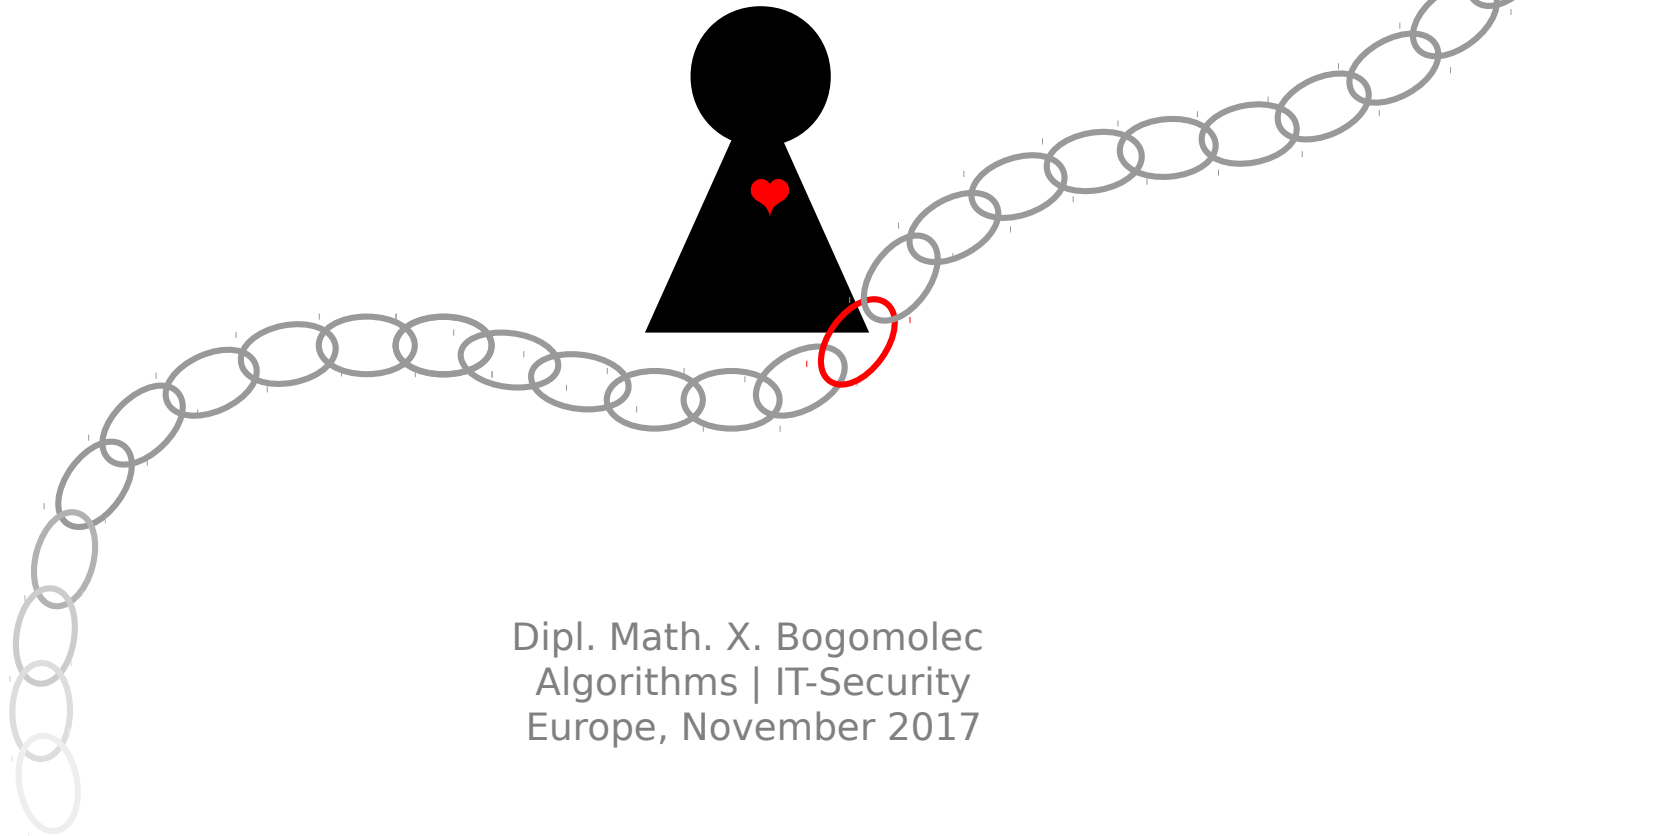 Dipl. Math. X. Bogomolec
Algorithms | IT-Security
Europe, November 2017